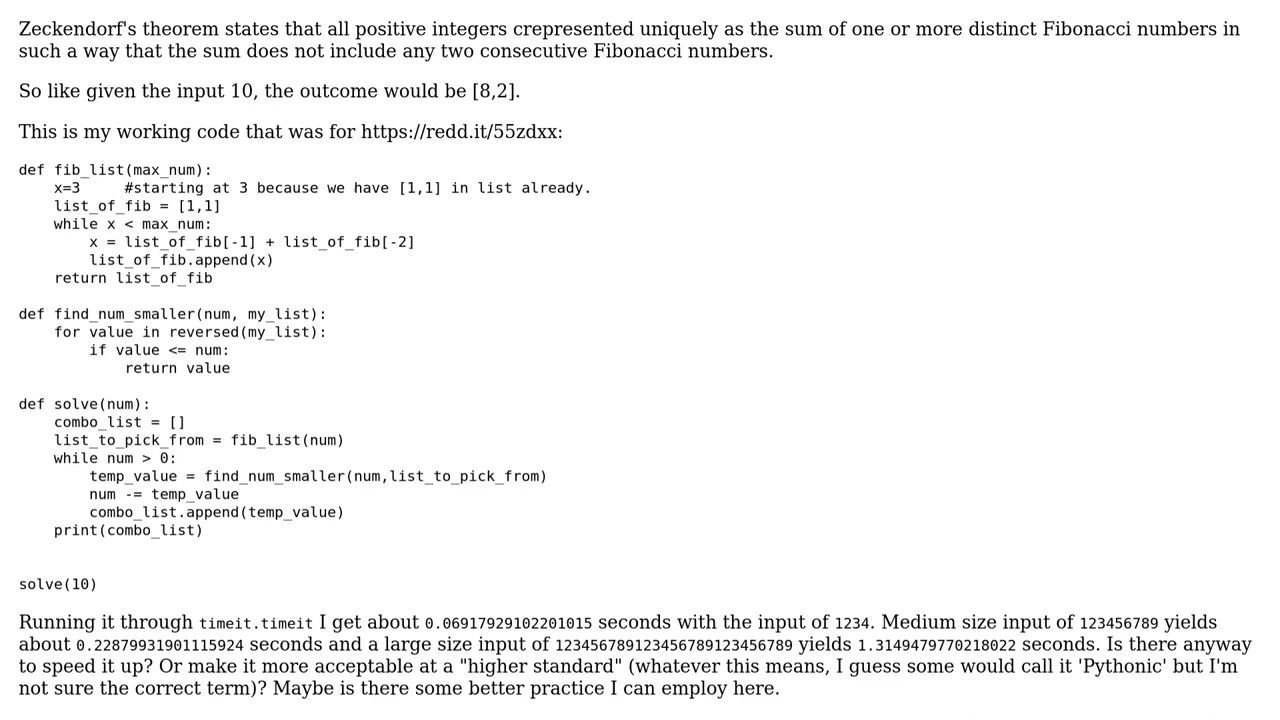 Zeckendorf's theorem states that all positive integers crepresented uniquely as the sum of one or more distinct Fibonacci numbers in
such a way that the sum does not include any two consecutive Fibonacci numbers.
So like given the input 10, the outcome would be [8,2].
This is my working code that was for https://redd.it/55zdxx:
def fib_list(max_num):
    x=3     #starting at 3 because we have [1,1] in list already.
    list_of_fib = [1,1]
    while x < max_num:
        x = list_of_fib[-1] + list_of_fib[-2]
        list_of_fib.append(x)
    return list_of_fib

def find_num_smaller(num, my_list):
    for value in reversed(my_list):
        if value <= num:
            return value

def solve(num):
    combo_list = []
    list_to_pick_from = fib_list(num)
    while num > 0:
        temp_value = find_num_smaller(num,list_to_pick_from)
        num -= temp_value
        combo_list.append(temp_value)
    print(combo_list)


solve(10)
Running it through timeit.timeit I get about 0.06917929102201015 seconds with the input of 1234. Medium size input of 123456789 yields
about 0.22879931901115924 seconds and a large size input of 123456789123456789123456789 yields 1.3149479770218022 seconds. Is there anyway
to speed it up? Or make it more acceptable at a "higher standard" (whatever this means, I guess some would call it 'Pythonic' but I'm
not sure the correct term)? Maybe is there some better practice I can employ here.